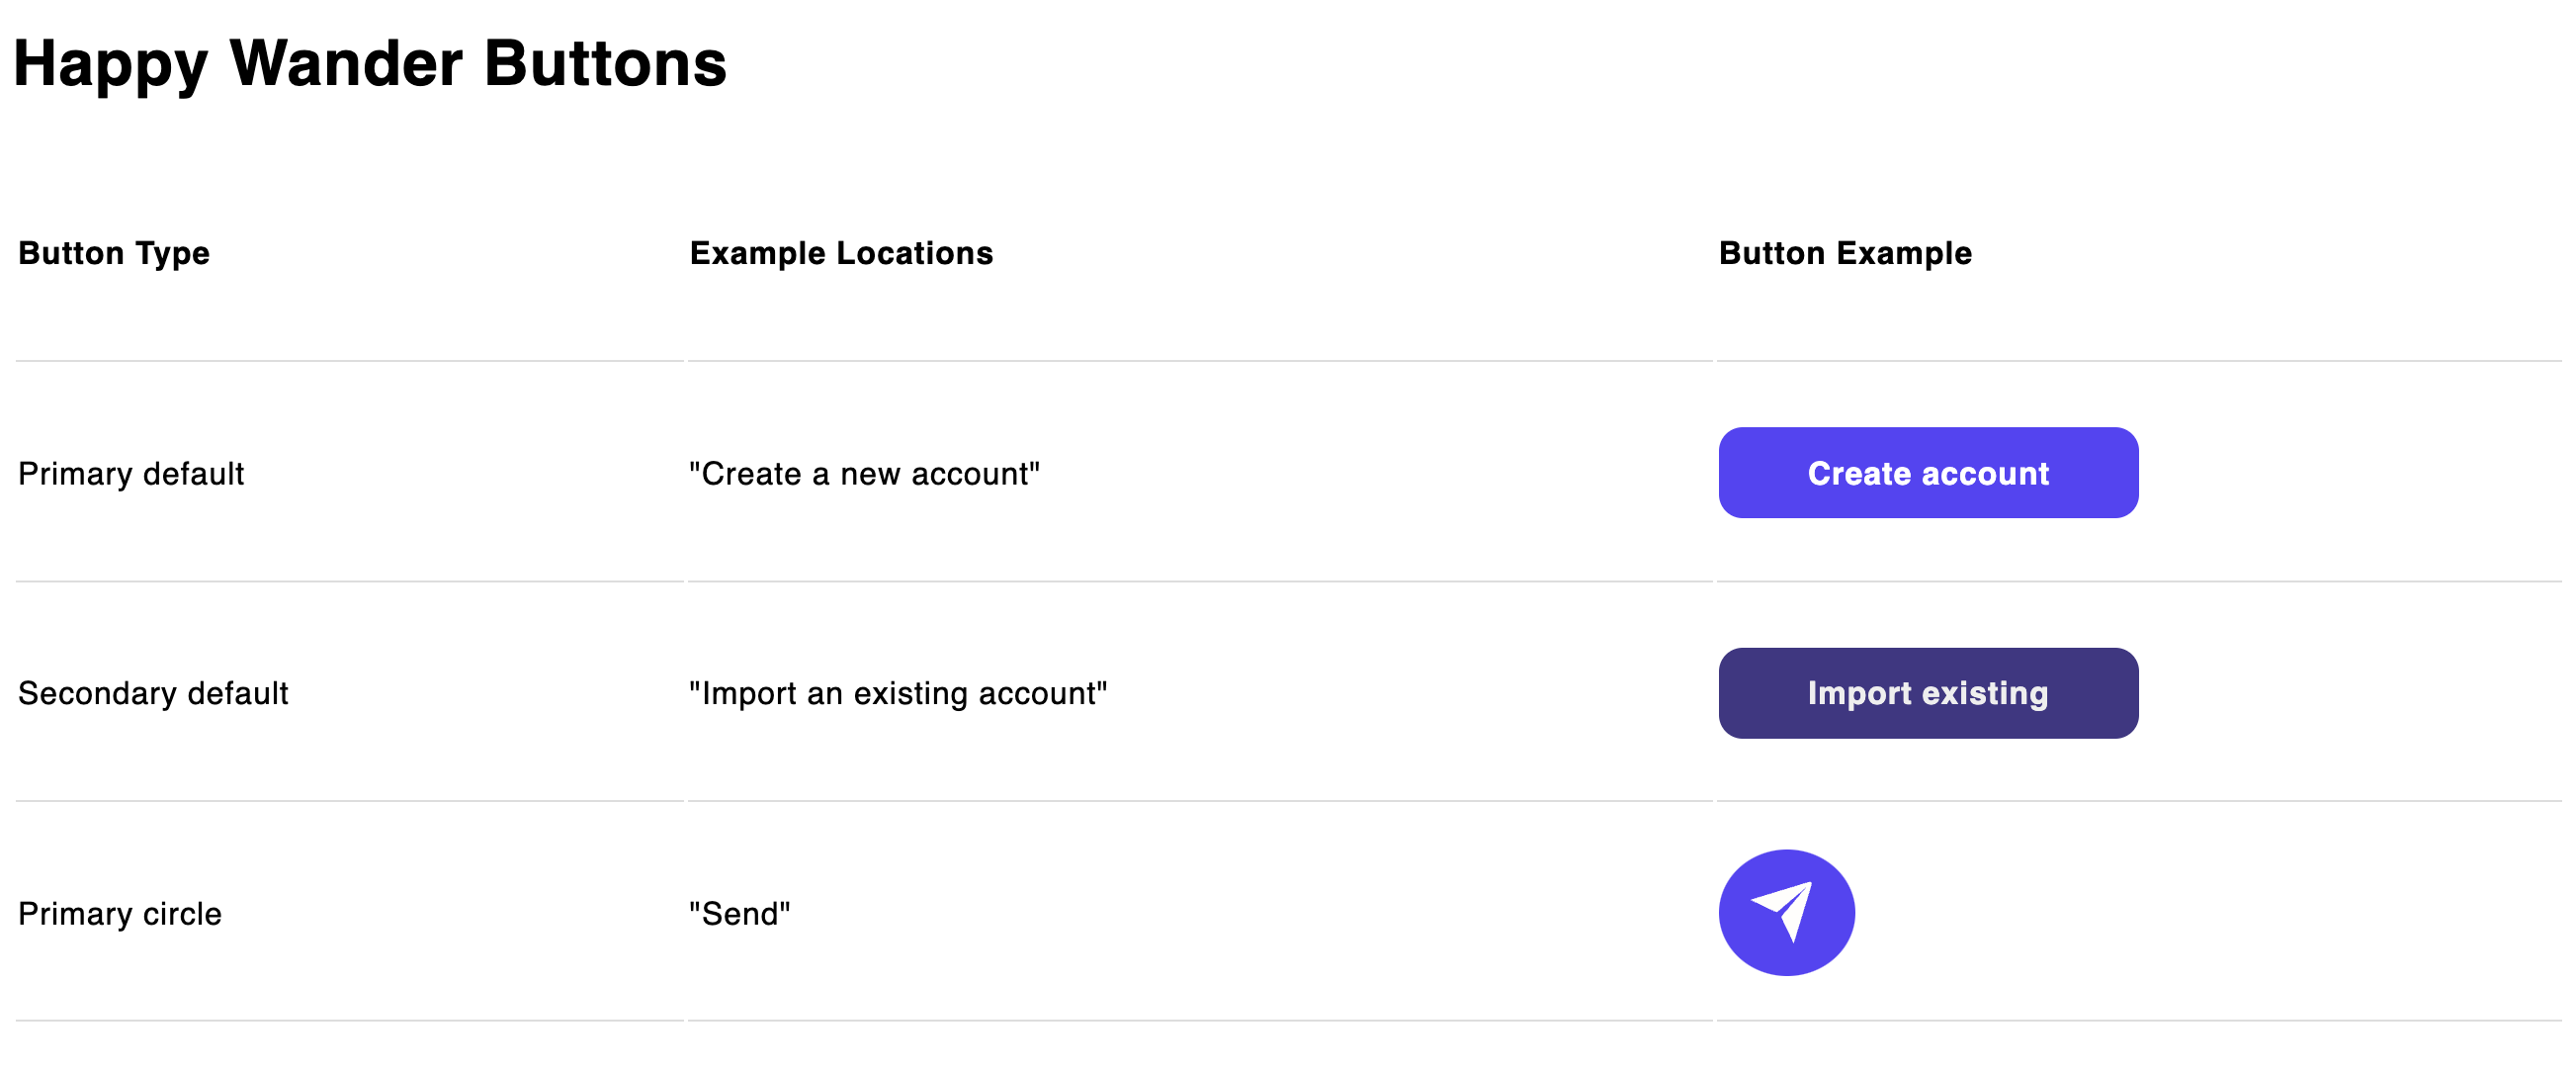 Happy Wander Buttons
Button Type Example Locations Button Example
Primary default "Create a new account" Create account
Secondary default "Import an existing account" Import existing
Primary circle "Send"